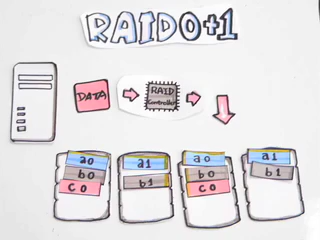 RAID0+1
DATA
RAID
Controller
a0
b0
c0
a1
b1
a0
b0
c0
a1
b1